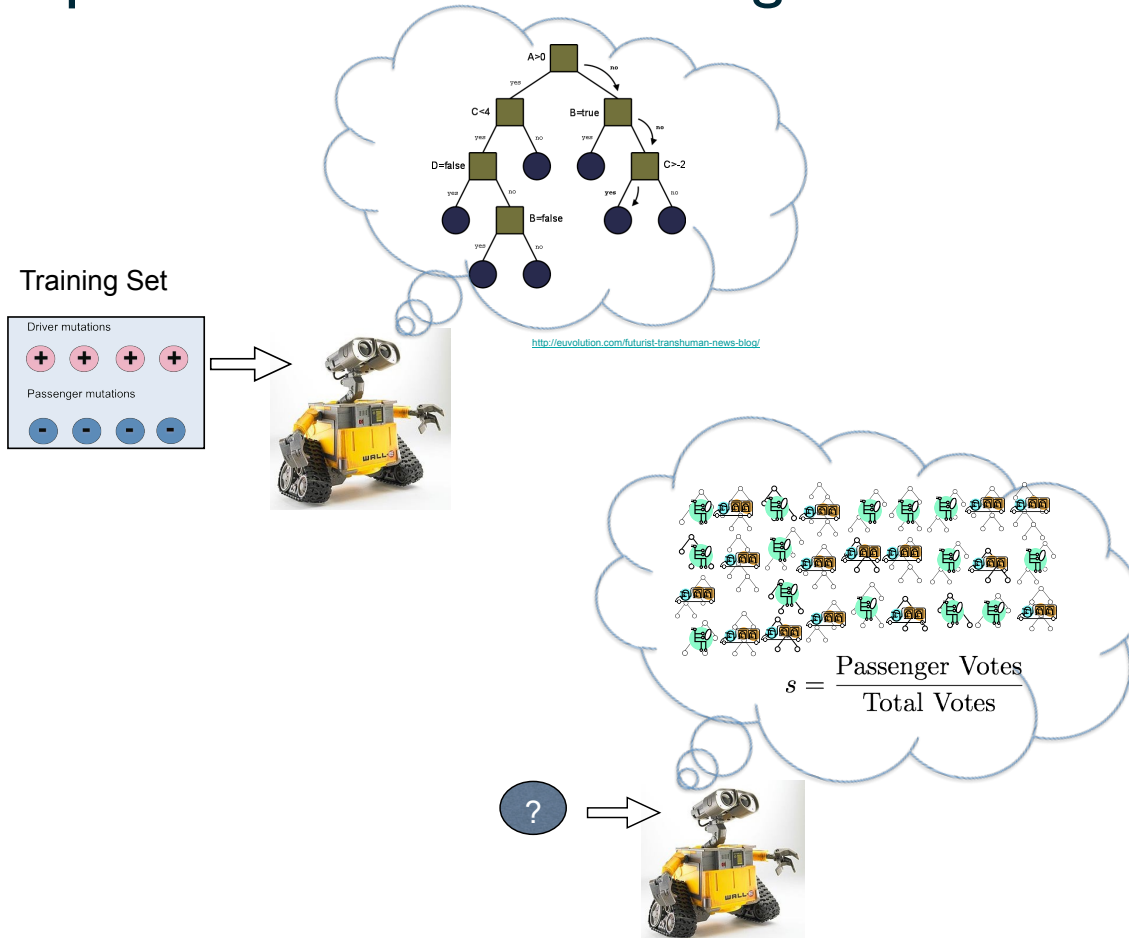 A>0
no
yes
C<4
B=true
no
yes
no
yes
D=false
C>-2
yes
no
yes
no
B=false
yes
no
Training Set
Driver mutations
+ + + +
Passenger mutations
- - - -
http://euvolution.com/futurist-transhuman-news-blog/
WALL-E
s = Passenger Votes
Total Votes
?
WALL-E